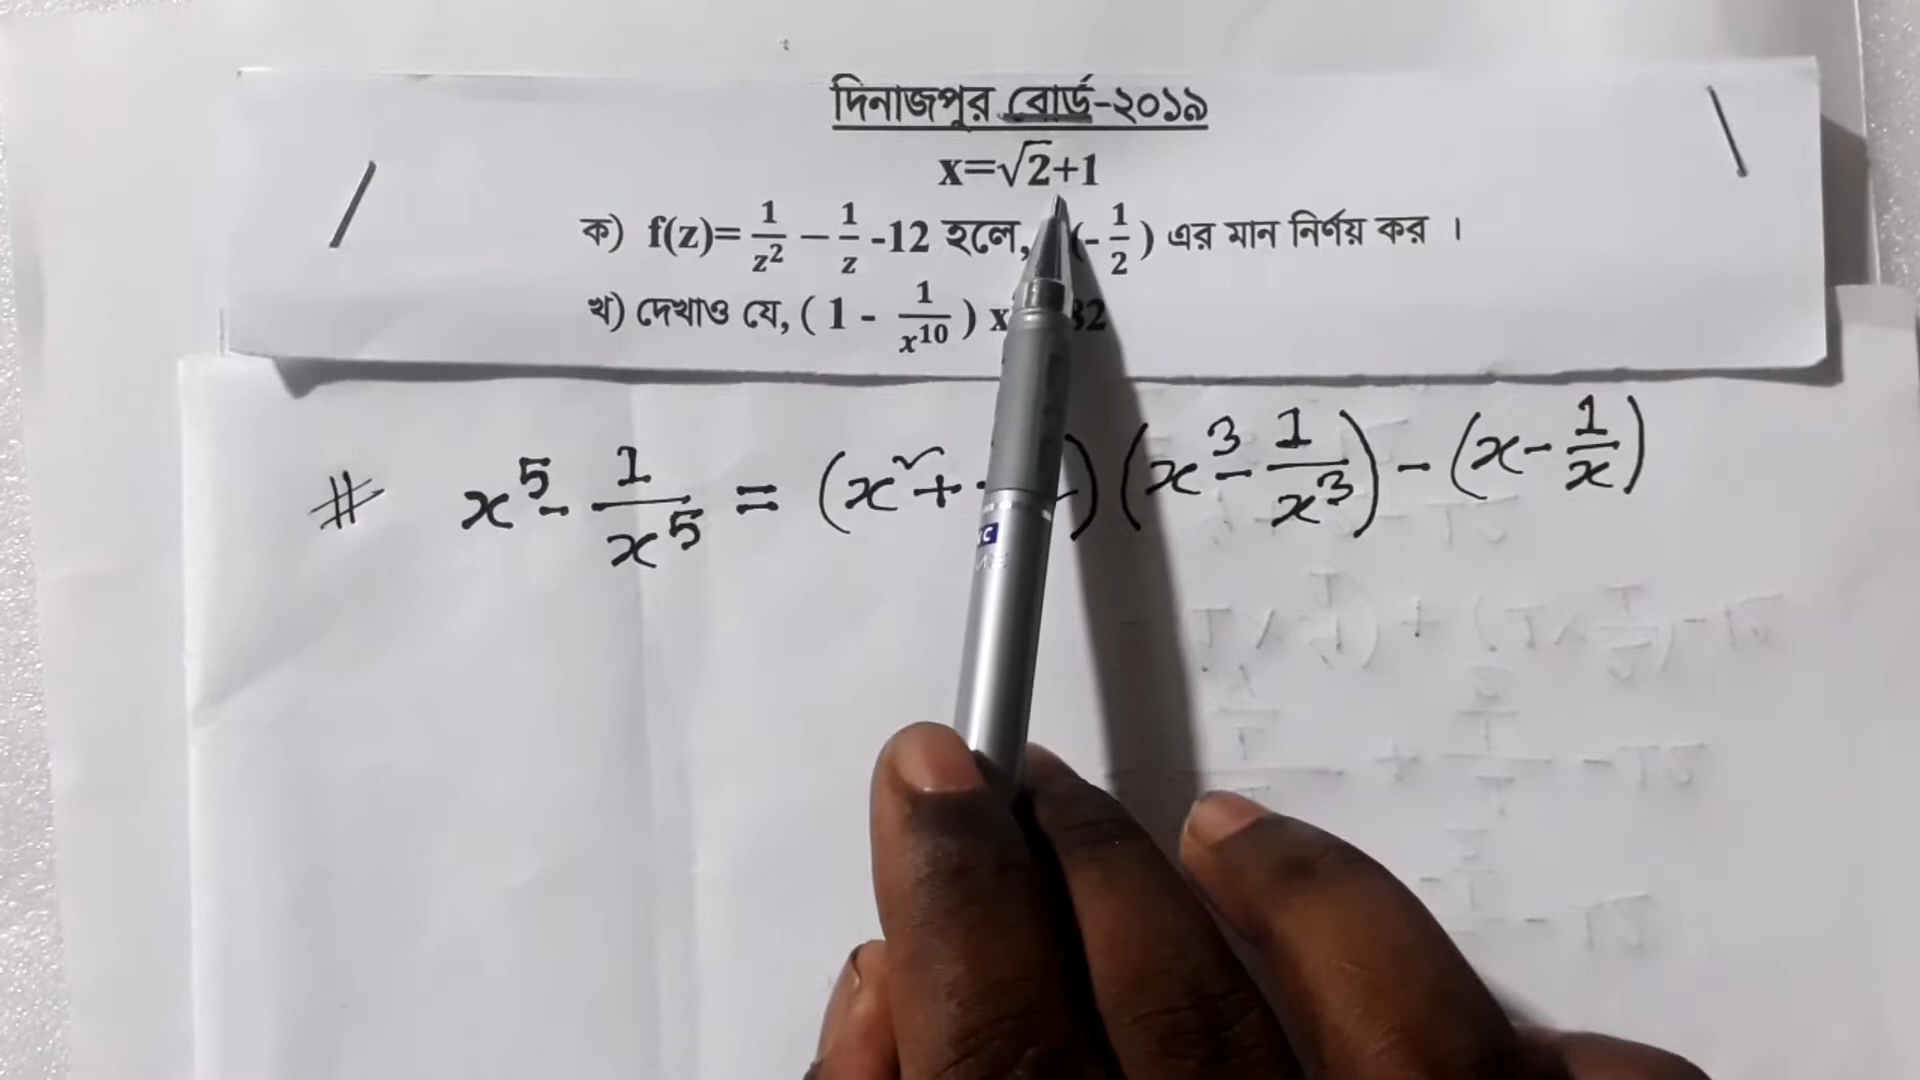 দিনাজপুর বোর্ড-২০১৯
x=√2+1
ক) f(z)= 1/z² - 1/z -12 হলে, (- 1/2) এর মান নির্ণয় কর ।
খ) দেখাও যে, ( 1 - 1/x¹⁰ ) x 82
# x⁵ - 1/x⁵ = (x² + ) (x³ - 1/x³) - (x - 1/x)